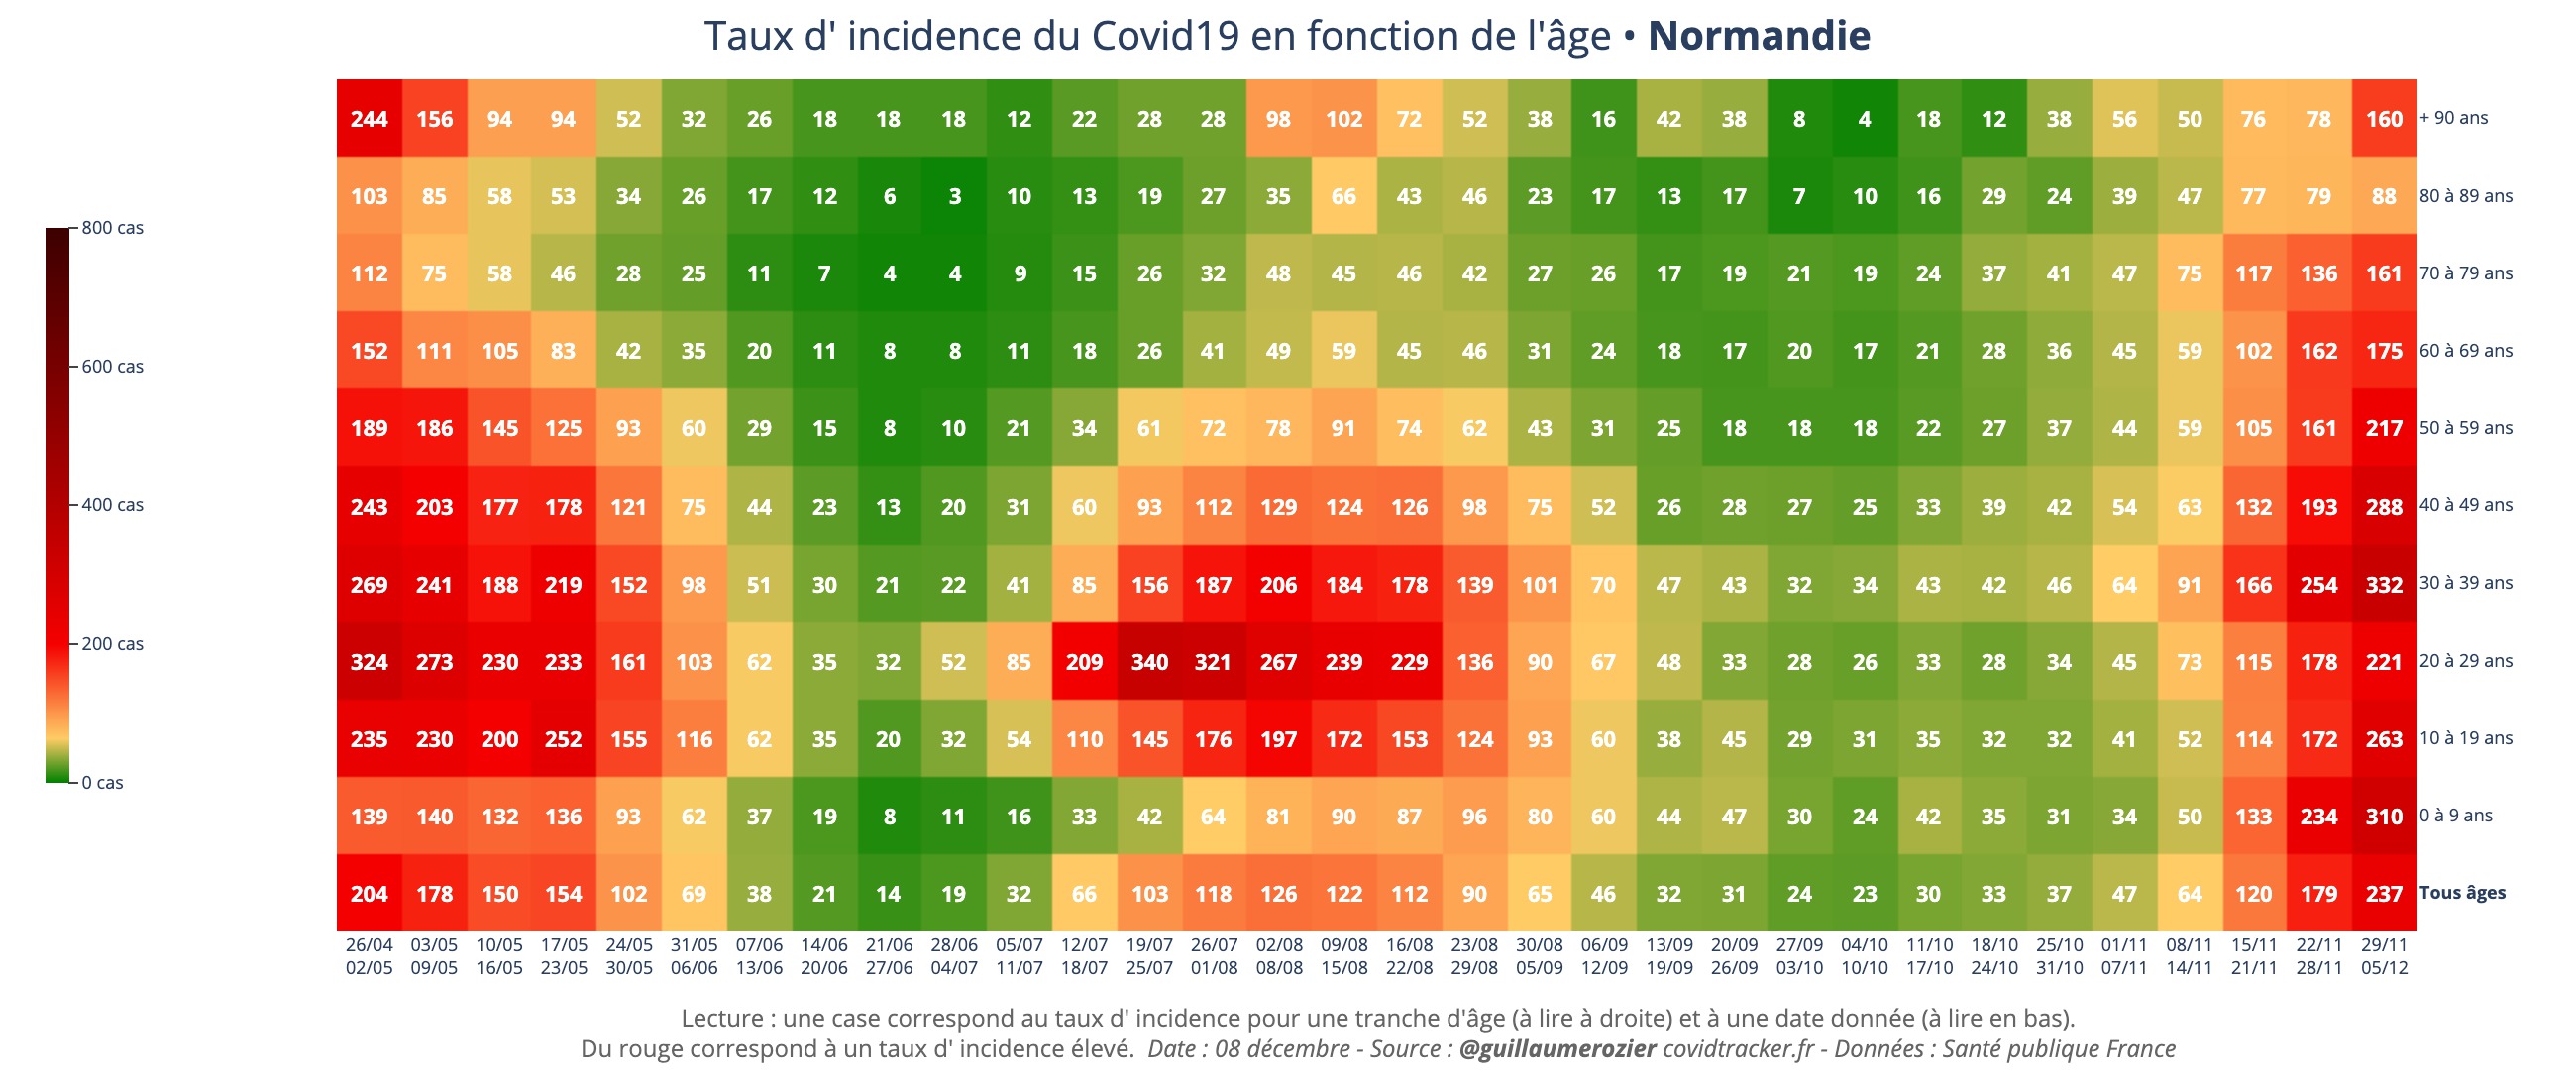 Taux d' incidence du Covid19 en fonction de l'âge • Normandie
244 156 94 94 52 32 26 18 18 18 12 22 28 28 98 102 72 52 38 16 42 38 8 4 18 12 38 56 50 76 78 160 + 90 ans
103 85 58 53 34 26 17 12 6 3 10 13 19 27 35 66 43 46 23 17 13 17 7 10 16 29 24 39 47 77 79 88 80 à 89 ans
800 cas
112 75 58 46 28 25 11 7 4 4 9 15 26 32 48 45 46 42 27 26 17 19 21 19 24 37 41 47 75 117 136 161 70 à 79 ans
152 111 105 83 42 35 20 11 8 8 11 18 26 41 49 59 45 46 31 24 18 17 20 17 21 28 36 45 59 102 162 175 60 à 69 ans
600 cas
189 186 145 125 93 60 29 15 8 10 21 34 61 72 78 91 74 62 43 31 25 18 18 18 22 27 37 44 59 105 161 217 50 à 59 ans
400 cas
243 203 177 178 121 75 44 23 13 20 31 60 93 112 129 124 126 98 75 52 26 28 27 25 33 39 42 54 63 132 193 288 40 à 49 ans
269 241 188 219 152 98 51 30 21 22 41 85 156 187 206 184 178 139 101 70 47 43 32 34 43 42 46 64 91 166 254 332 30 à 39 ans
200 cas
324 273 230 233 161 103 62 35 32 52 85 209 340 321 267 239 229 136 90 67 48 33 28 26 33 28 34 45 73 115 178 221 20 à 29 ans
235 230 200 252 155 116 62 35 20 32 54 110 145 176 197 172 153 124 93 60 38 45 29 31 35 32 32 41 52 114 172 263 10 à 19 ans
0 cas
139 140 132 136 93 62 37 19 8 11 16 33 42 64 81 90 87 96 80 60 44 47 30 24 42 35 31 34 50 133 234 310 0 à 9 ans
204 178 150 154 102 69 38 21 14 19 32 66 103 118 126 122 112 90 65 46 32 31 24 23 30 33 37 47 64 120 179 237 Tous âges
26/04 03/05 10/05 17/05 24/05 31/05 07/06 14/06 21/06 28/06 05/07 12/07 19/07 26/07 02/08 09/08 16/08 23/08 30/08 06/09 13/09 20/09 27/09 04/10 11/10 18/10 25/10 01/11 08/11 15/11 22/11 29/11
02/05 09/05 16/05 23/05 30/05 06/06 13/06 20/06 27/06 04/07 11/07 18/07 25/07 01/08 08/08 15/08 22/08 29/08 05/09 12/09 19/09 26/09 03/10 10/10 17/10 24/10 31/10 07/11 14/11 21/11 28/11 05/12
Lecture : une case correspond au taux d' incidence pour une tranche d'âge (à lire à droite) et à une date donnée (à lire en bas).
Du rouge correspond à un taux d' incidence élevé. Date : 08 décembre - Source : @guillaumerozier covidtracker.fr - Données : Santé publique France